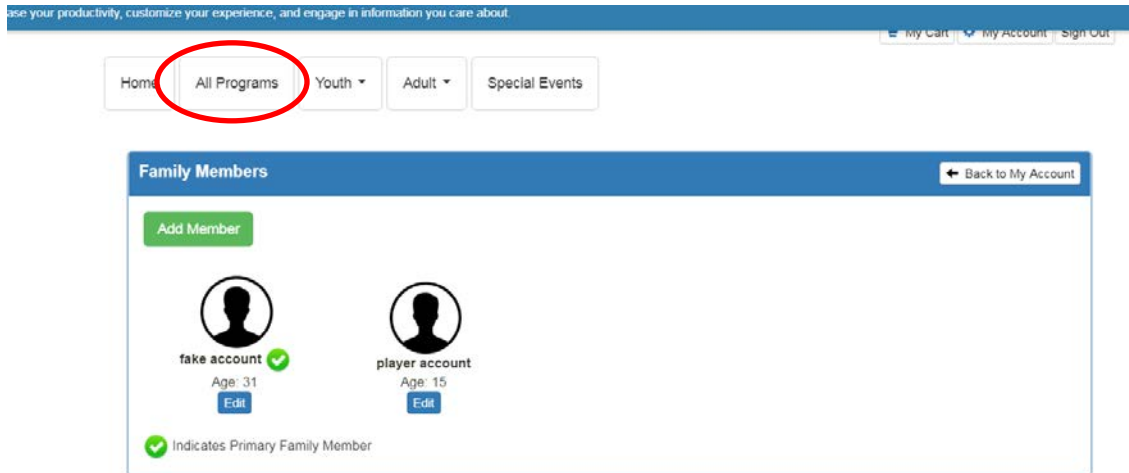 ase your productivity, customize your experience, and engage in information you care about.
My Cart My Account Sign Out
Home All Programs Youth Adult Special Events
Family Members Back to My Account
Add Member
fake account player account
Age: 31 Age: 15
Edit Edit
Indicates Primary Family Member